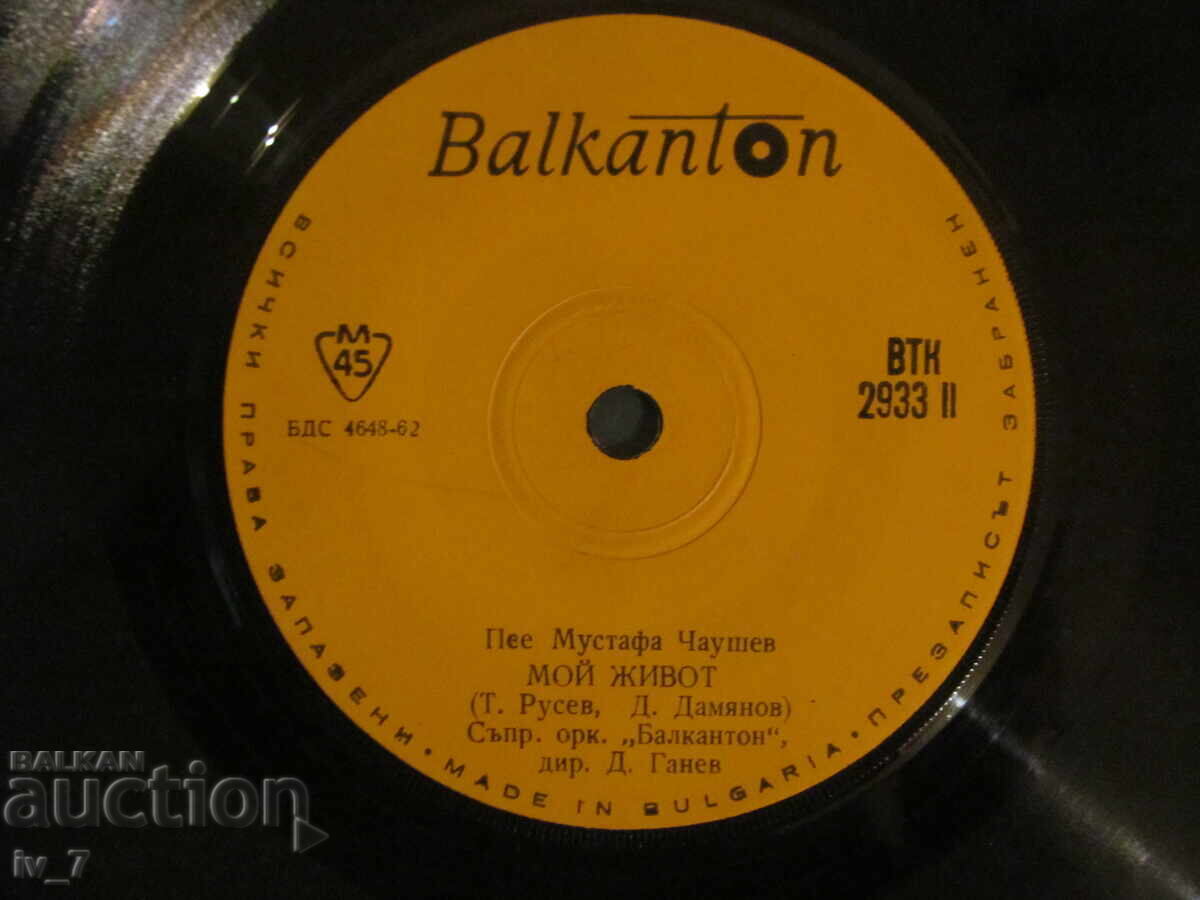 Balkanton
ВСИЧКИ ПРАВА ЗАПАЗЕНИ • MADE IN BULGARIA • ПРЕЗАПИСЪТ ЗАБРАНЕН
М
45
БДС 4648-62
ВТК
2933 II
Пее Мустафа Чаушев
МОЙ ЖИВОТ
(Т. Русев, Д. Дамянов)
Съпр. орк. „Балкантон“,
дир. Д. Ганев
BALKAN
auction
iv_7